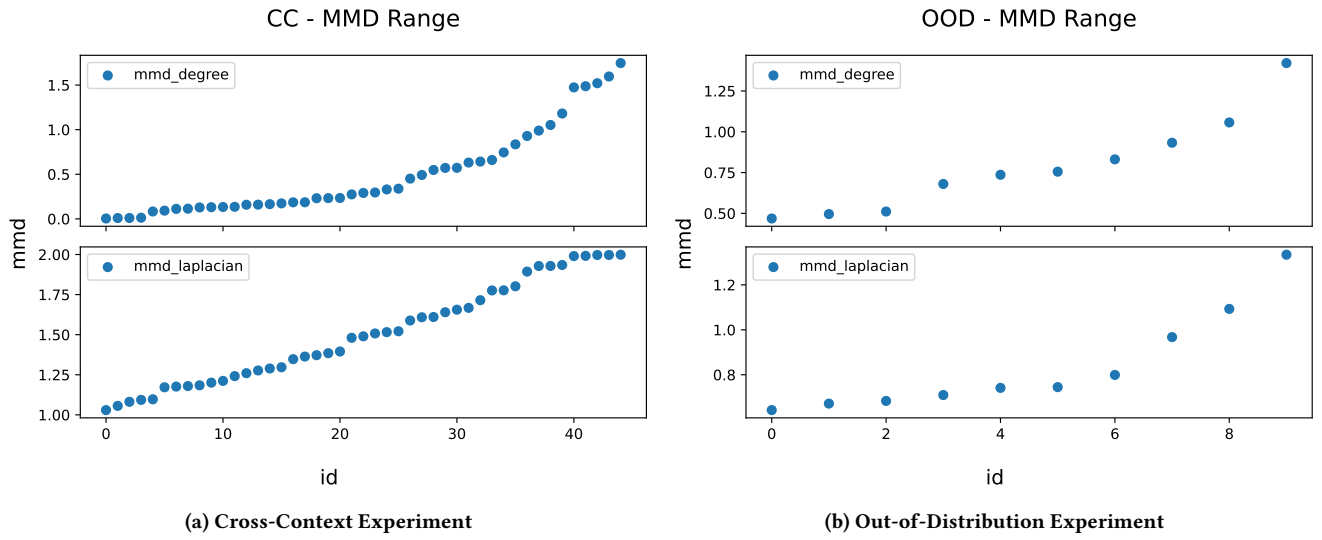 CC - MMD Range
mmd
mmd_degree
1.5
1.0
0.5
0.0
mmd_laplacian
2.00
1.75
1.50
1.25
1.00
0 10 20 30 40
id
(a) Cross-Context Experiment
OOD - MMD Range
mmd
mmd_degree
1.25
1.00
0.75
0.50
mmd_laplacian
1.2
1.0
0.8
0 2 4 6 8
id
(b) Out-of-Distribution Experiment